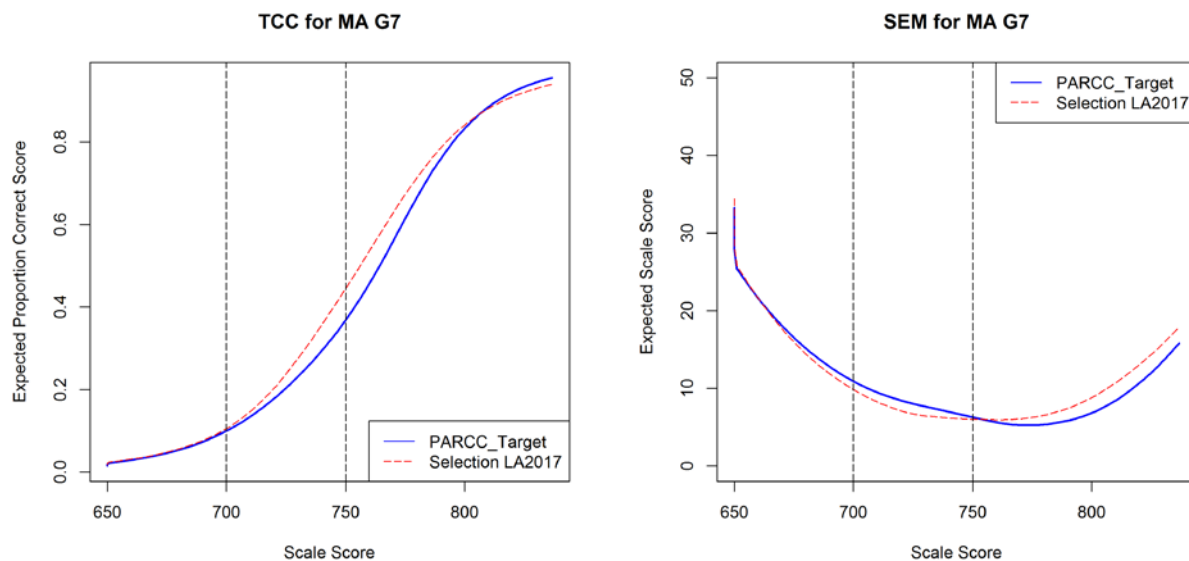 TCC for MA G7
Expected Proportion Correct Score
0.8
0.6
0.4
0.2
0.0
PARCC_Target
Selection LA2017
650
700
750
800
Scale Score
SEM for MA G7
Expected Scale Score
50
40
30
20
10
0
PARCC_Target
Selection LA2017
650
700
750
800
Scale Score